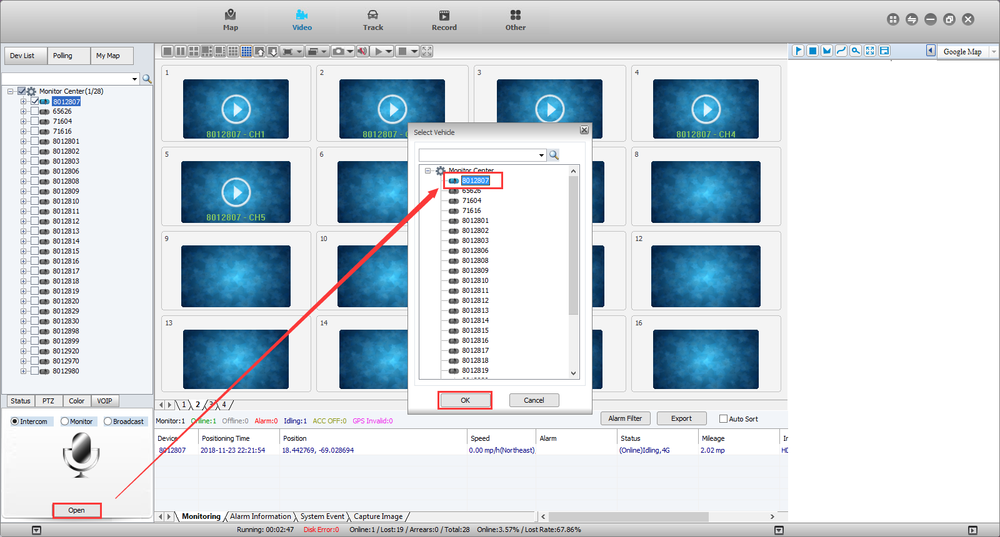 Map
Video
Track
Record
Other
Dev List
Polling
My Map
Google Map
Monitor Center(1/28)
8012807
65626
71604
71616
8012801
8012802
8012803
8012806
8012808
8012809
8012810
8012811
8012812
8012813
8012814
8012815
8012816
8012817
8012818
8012819
8012820
8012829
8012830
8012898
8012899
8012920
8012970
8012980
Status
PTZ
Color
VOIP
Intercom
Monitor
Broadcast
Open
1
8012807 - CH1
2
8012807 -
3
4
8012807 - CH4
5
8012807 - CH5
6
8
9
10
12
13
14
16
Select Vehicle
Monitor Center
8012807
65626
71604
71616
8012801
8012802
8012803
8012806
8012808
8012809
8012810
8012811
8012812
8012813
8012814
8012815
8012816
8012817
8012818
8012819
OK
Cancel
1
2
3
4
Monitor:1
Online:1
Offline:0
Alarm:0
Idling:1
ACC OFF:0
GPS Invalid:0
Alarm Filter
Export
Auto Sort
Device
Positioning Time
Position
Speed
Alarm
Status
Mileage
8012807
2018-11-23 22:21:54
18.442769, -69.028694
0.00 mp/h(Northeast)
(Online)Idling,4G
2.02 mp
Monitoring
Alarm Information
System Event
Capture Image
Running: 00:02:47
Disk Error:0
Online:1 / Lost:19 / Arrears:0 / Total:28
Online:3.57% / Lost Rate:67.86%